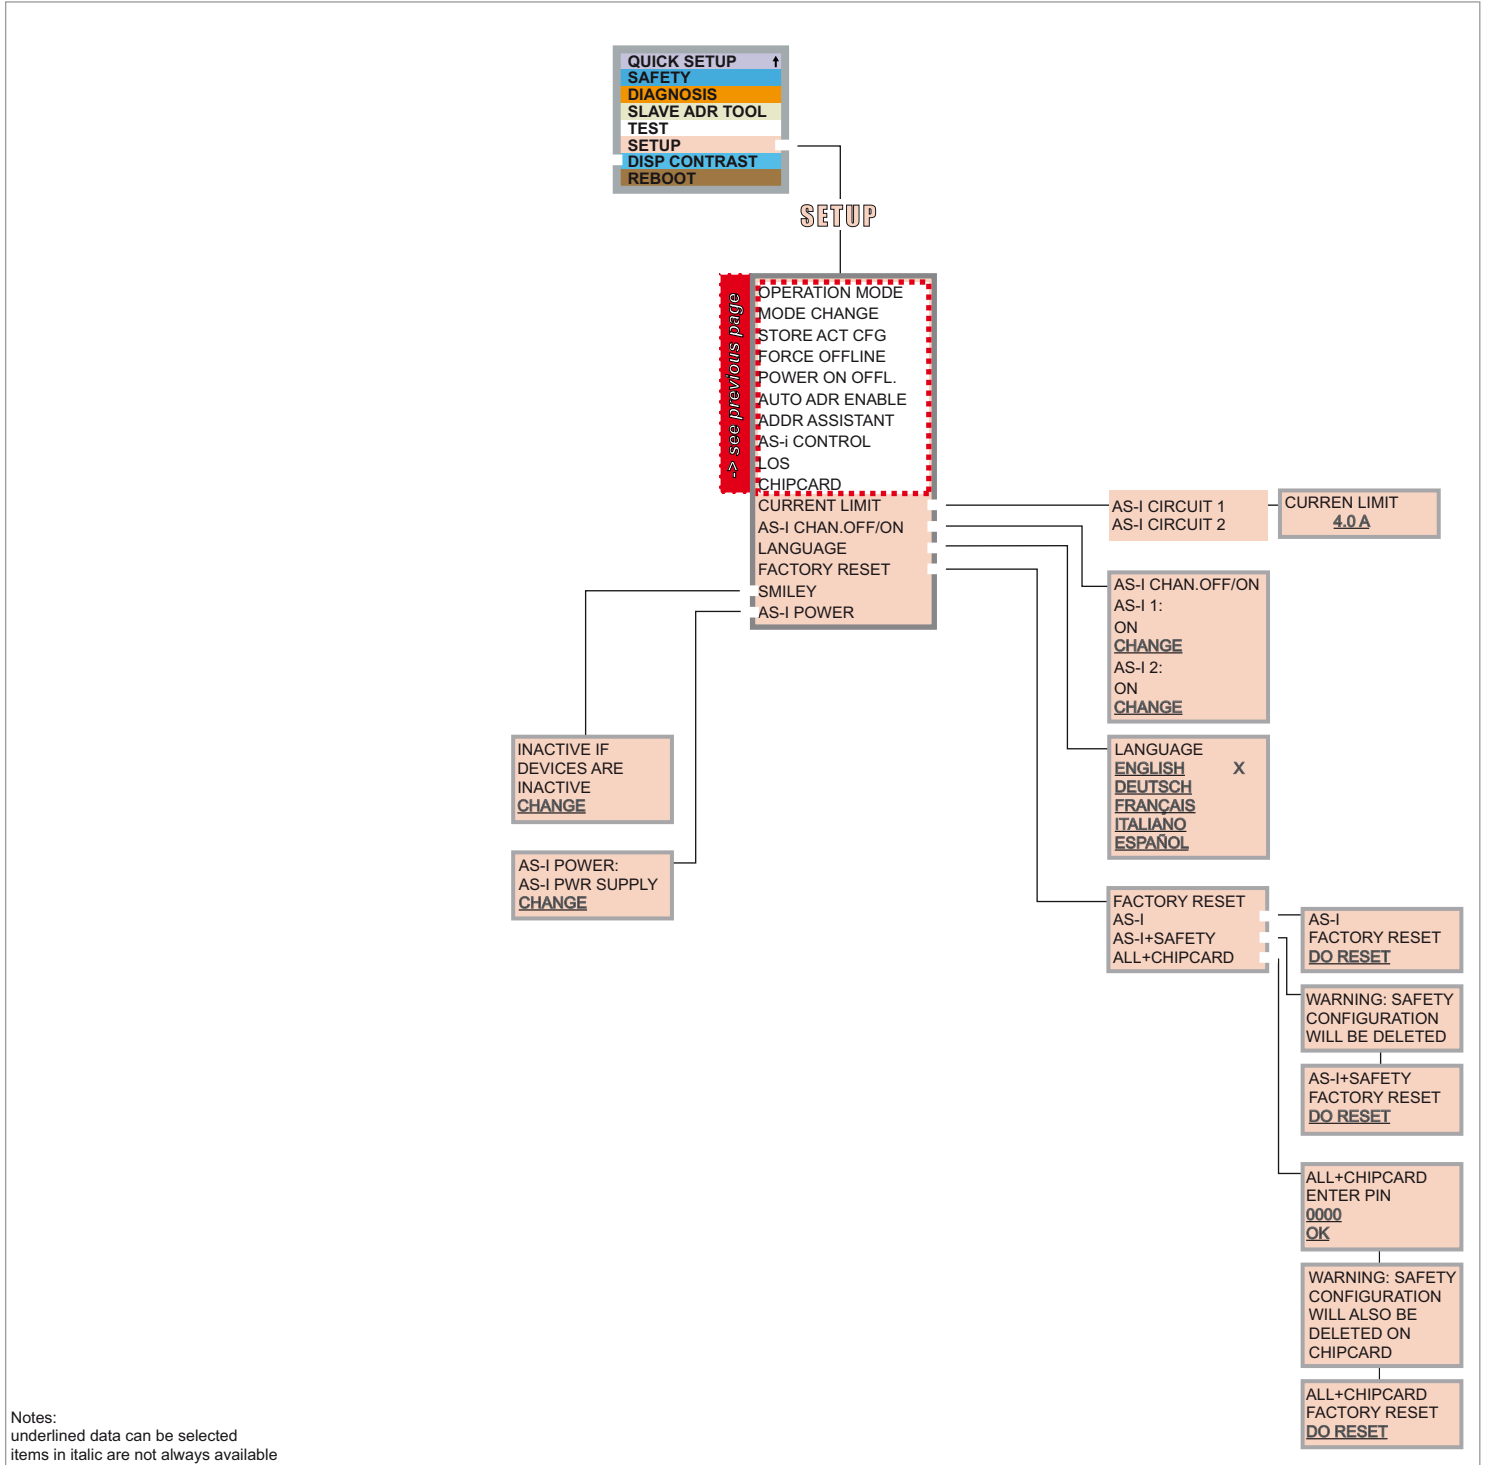 QUICK SETUP ↑
SAFETY
DIAGNOSIS
SLAVE ADR TOOL
TEST
SETUP
DISP CONTRAST
REBOOT
SETUP
-> see previous page
OPERATION MODE
MODE CHANGE
STORE ACT CFG
FORCE OFFLINE
POWER ON OFFL.
AUTO ADR ENABLE
ADDR ASSISTANT
AS-i CONTROL
LOS
CHIPCARD
CURRENT LIMIT
AS-I CHAN.OFF/ON
LANGUAGE
FACTORY RESET
SMILEY
AS-I POWER
AS-I CIRCUIT 1
AS-I CIRCUIT 2
CURREN LIMIT
4.0 A
AS-I CHAN.OFF/ON
AS-I 1:
ON
CHANGE
AS-I 2:
ON
CHANGE
INACTIVE IF
DEVICES ARE
INACTIVE
CHANGE
LANGUAGE
ENGLISH X
DEUTSCH
FRANÇAIS
ITALIANO
ESPAÑOL
AS-I POWER:
AS-I PWR SUPPLY
CHANGE
FACTORY RESET
AS-I
AS-I+SAFETY
ALL+CHIPCARD
AS-I
FACTORY RESET
DO RESET
WARNING: SAFETY
CONFIGURATION
WILL BE DELETED
AS-I+SAFETY
FACTORY RESET
DO RESET
ALL+CHIPCARD
ENTER PIN
0000
OK
WARNING: SAFETY
CONFIGURATION
WILL ALSO BE
DELETED ON
CHIPCARD
ALL+CHIPCARD
FACTORY RESET
DO RESET
Notes:
underlined data can be selected
items in italic are not always available